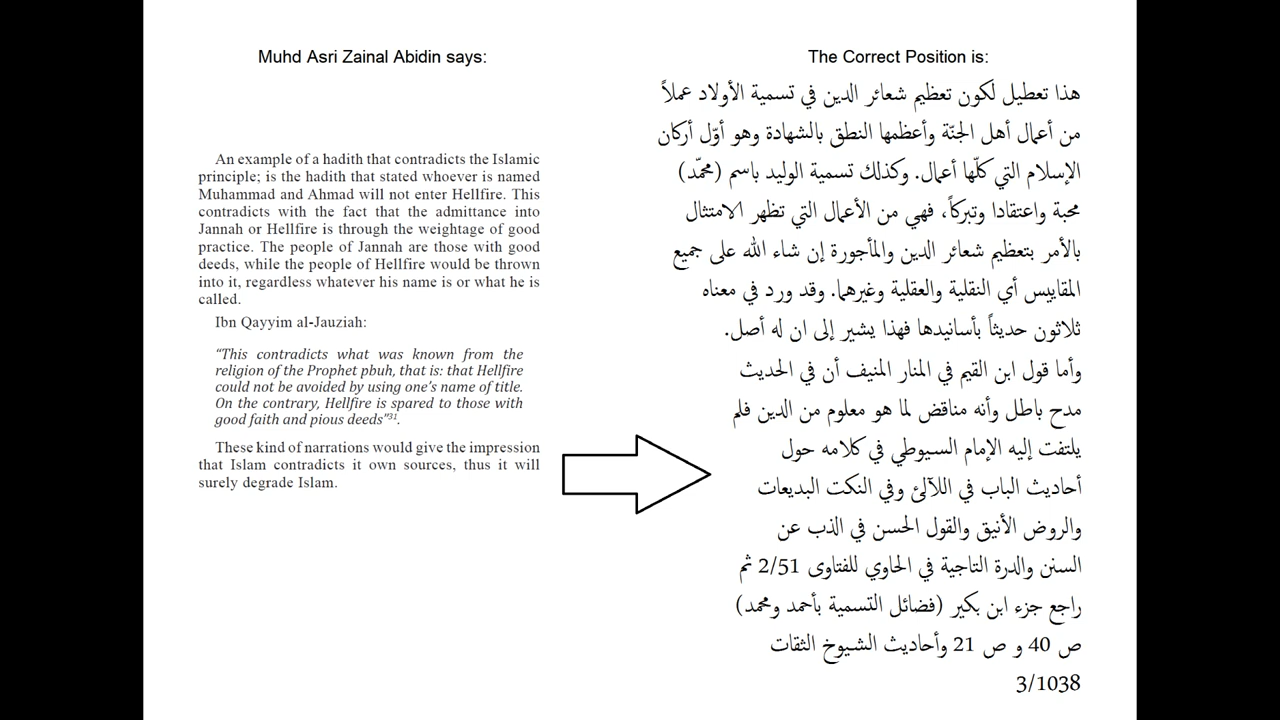 Muhd Asri Zainal Abidin says:
An example of a hadith that contradicts the Islamic
principle; is the hadith that stated whoever is named
Muhammad and Ahmad will not enter Hellfire. This
contradicts with the fact that the admittance into
Jannah or Hellfire is through the weightage of good
practice. The people of Jannah are those with good
deeds, while the people of Hellfire would be thrown
into it, regardless whatever his name is or what he is
called.
Ibn Qayyim al-Jauziah:
“This contradicts what was known from the
religion of the Prophet pbuh, that is: that Hellfire
could not be avoided by using one’s name of title.
On the contrary, Hellfire is spared to those with
good faith and pious deeds”31.
These kind of narrations would give the impression
that Islam contradicts it own sources, thus it will
surely degrade Islam.
The Correct Position is:
هذا تعطيل لكون تعظيم شعائر الدين في تسمية الأولاد عملاً
من أعمال أهل الجنّة وأعظمها النطق بالشهادة وهو أوّل أركان
الإسلام التي كلّها أعمال. وكذلك تسمية الوليد باسم (محمّد)
محبة واعتقادا وتبركاً، فهي من الأعمال التي تظهر الامتثال
بالأمر بتعظيم شعائر الدين والمأجورة إن شاء الله على جميع
المقاييس أي النقلية والعقلية وغيرهما. وقد ورد في معناه
ثلاثون حديثاً بأسانيدها فهذا يشير إلى ان له أصل.
وأما قول ابن القيم في المنار المنيف أن في الحديث
مدح باطل وأنه مناقض لما هو معلوم من الدين فلم
يلتفت إليه الإمام السيوطي في كلامه حول
أحاديث الباب في اللآلئ وفي النكت البديعات
والروض الأنيق والقول الحسن في الذب عن
السنن والدرة التاجية في الحاوي للفتاوى 2/51 ثم
راجع جزء ابن بكير (فضائل التسمية بأحمد ومحمد)
ص 40 و ص 21 وأحاديث الشيوخ الثقات
3/1038